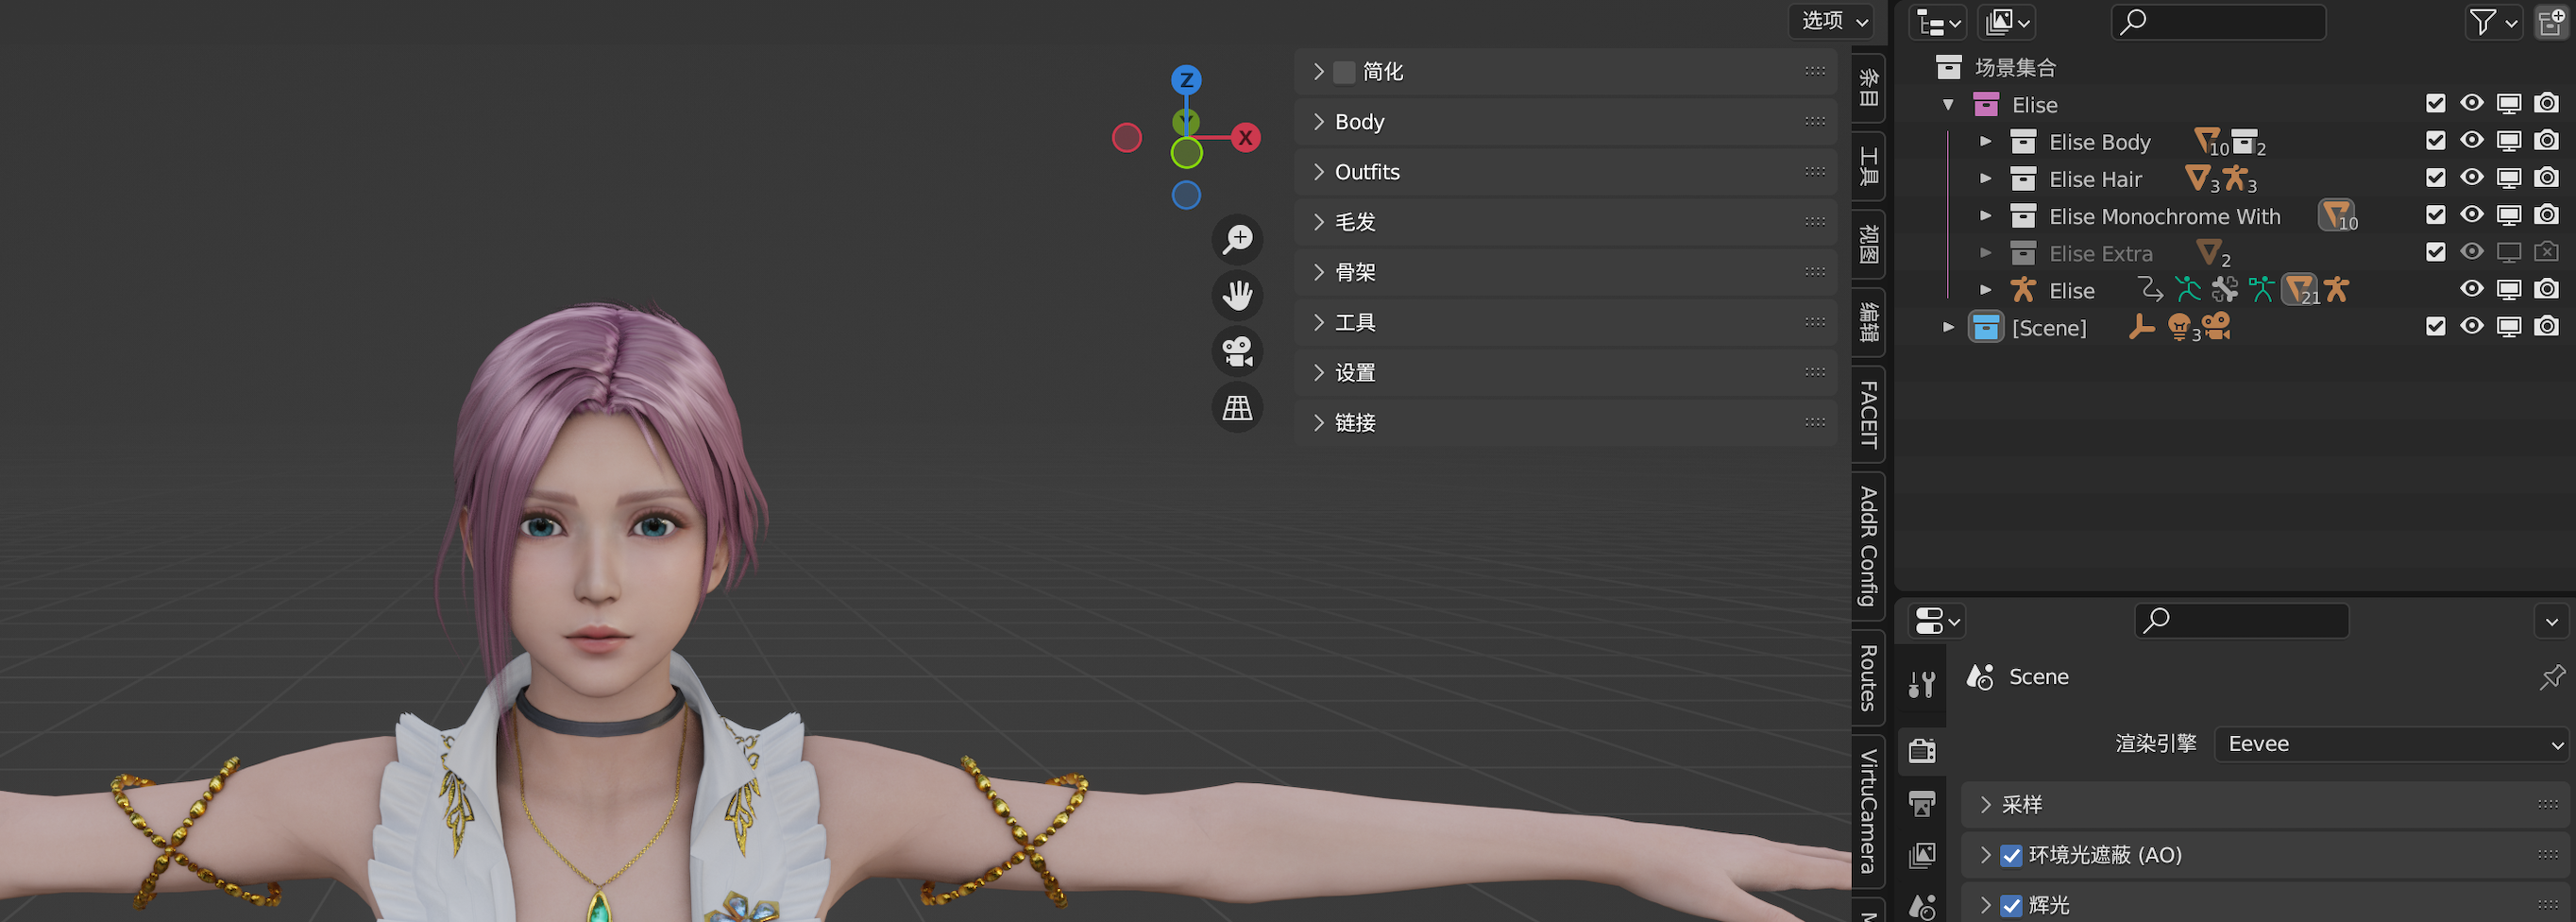 选项
Z
Y
X
简化
Body
Outfits
毛发
骨架
工具
设置
链接
条目
工具
视图
编辑
FACEIT
AddR Config
Routes
VirtuCamera
场景集合
Elise
Elise Body 10 2
Elise Hair 3 3
Elise Monochrome With 10
Elise Extra 2
Elise 21
[Scene] 3
Scene
渲染引擎 Eevee
采样
环境光遮蔽 (AO)
辉光